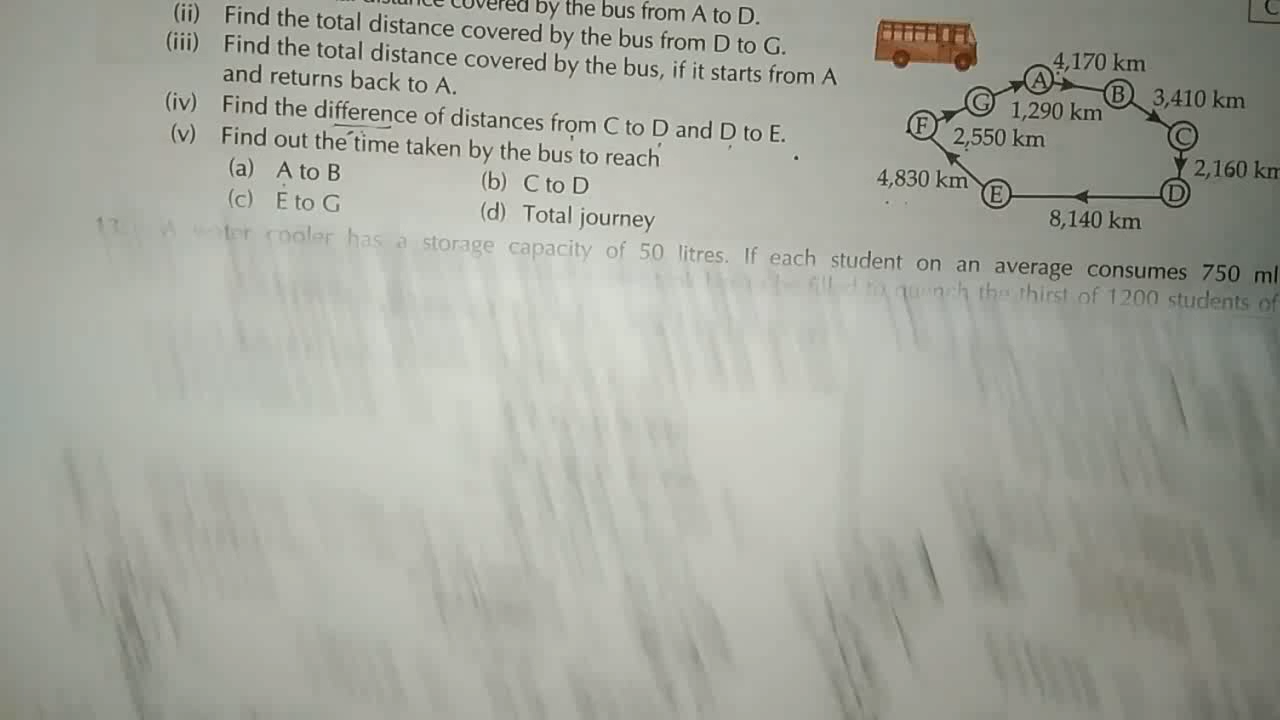 covered by the bus from A to D.
(ii) Find the total distance covered by the bus from D to G.
(iii) Find the total distance covered by the bus, if it starts from A
and returns back to A.
(iv) Find the difference of distances from C to D and D to E.
(v) Find out the time taken by the bus to reach
(a) A to B (b) C to D
(c) E to G (d) Total journey
A 4,170 km
G B 3,410 km
1,290 km
F C
2,550 km
2,160 km
4,830 km E D
8,140 km
13. A water cooler has a storage capacity of 50 litres. If each student on an average consumes 750 ml
to quench the thirst of 1200 students of